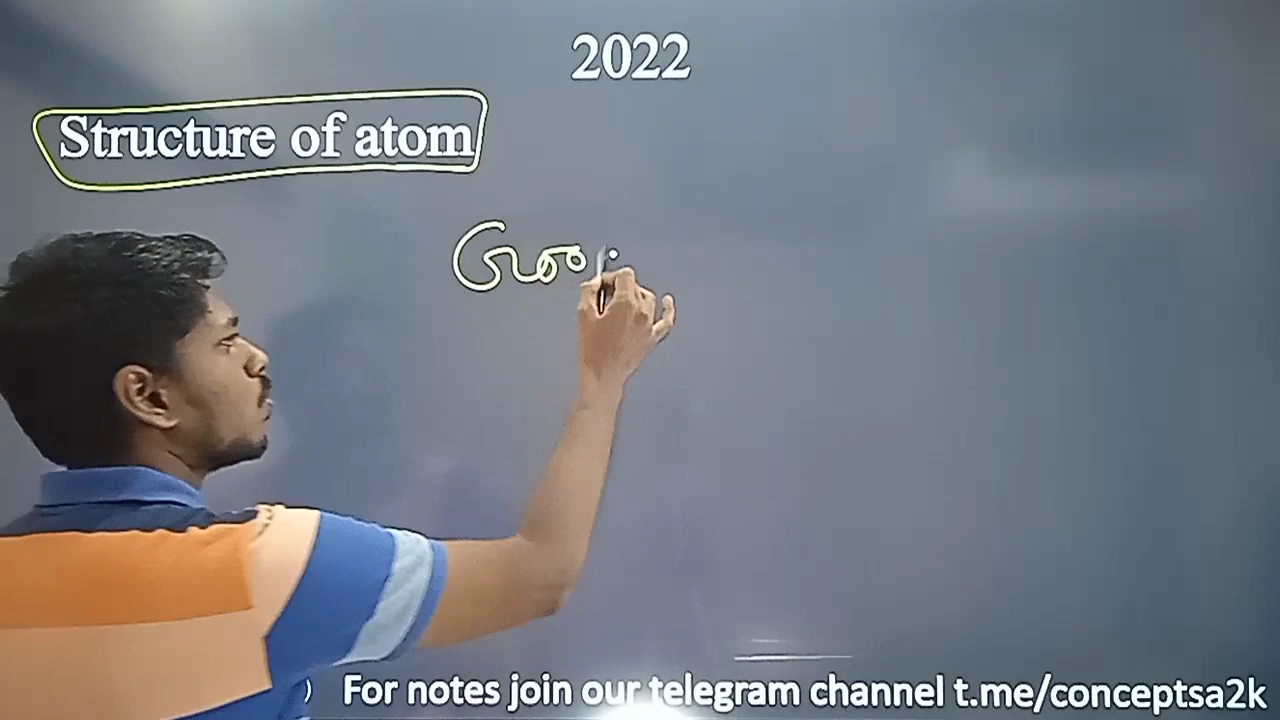 2022
Structure of atom
) For notes join our telegram channel t.me/conceptsa2k